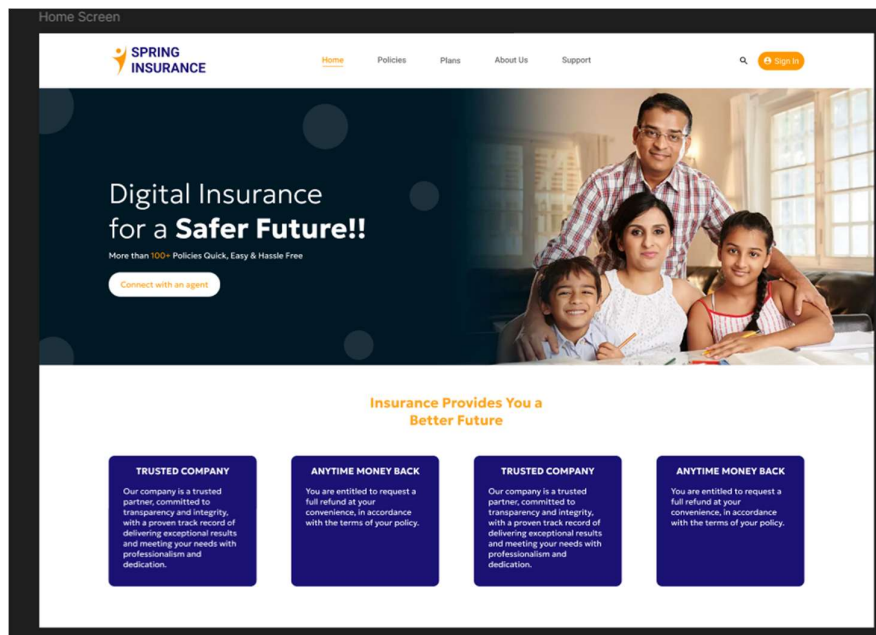 Home Screen
SPRING
INSURANCE
Home
Policies
Plans
About Us
Support
Sign In
Digital Insurance
for a Safer Future!!
More than 100+ Policies Quick, Easy & Hassle Free
Connect with an agent
Insurance Provides You a
Better Future
TRUSTED COMPANY
Our company is a trusted
partner, committed to
transparency and integrity,
with a proven track record of
delivering exceptional results
and meeting your needs with
professionalism and
dedication.
ANYTIME MONEY BACK
You are entitled to request a
full refund at your
convenience, in accordance
with the terms of your policy.
TRUSTED COMPANY
Our company is a trusted
partner, committed to
transparency and integrity,
with a proven track record of
delivering exceptional results
and meeting your needs with
professionalism and
dedication.
ANYTIME MONEY BACK
You are entitled to request a
full refund at your
convenience, in accordance
with the terms of your policy.